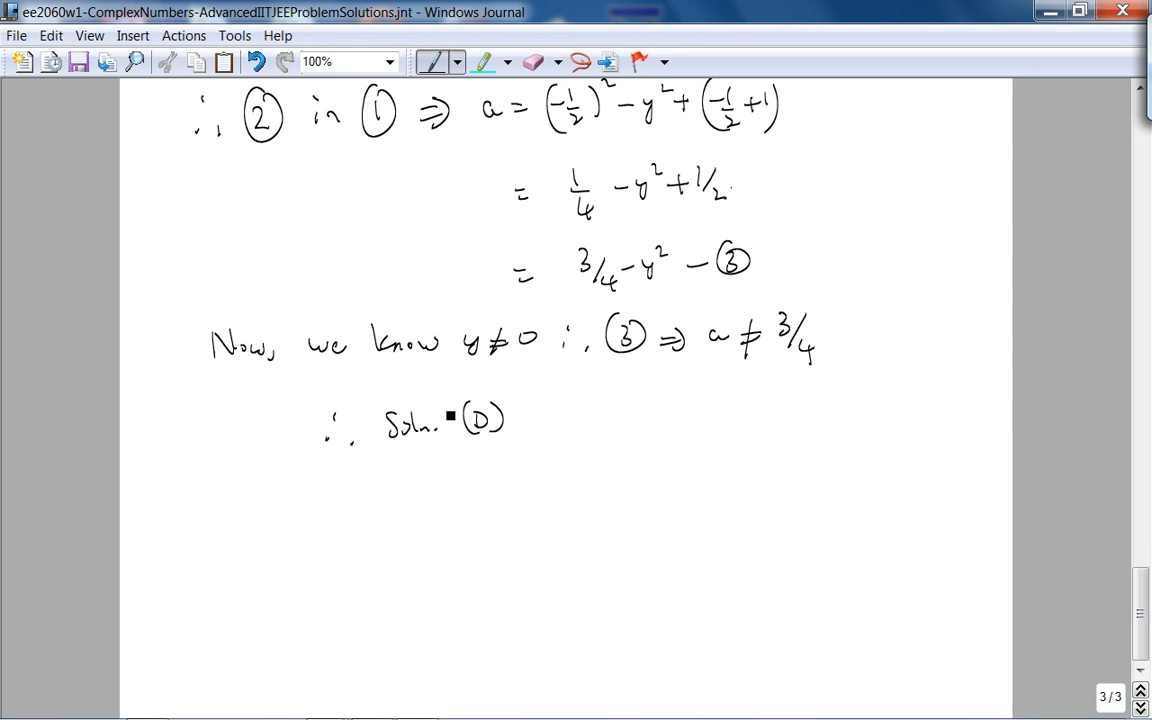 ee2060w1-ComplexNumbers-AdvancedIITJEEProblemSolutions.jnt - Windows Journal
File Edit View Insert Actions Tools Help
100%
∴ ② in ① ⇒ a = (-1/2)² - y² + (-1/2 + 1)
= 1/4 - y² + 1/2
= 3/4 - y² - ③
Now, we know y ≠ 0 ∴ ③ ⇒ a ≠ 3/4
∴ Soln. (D)
3/3